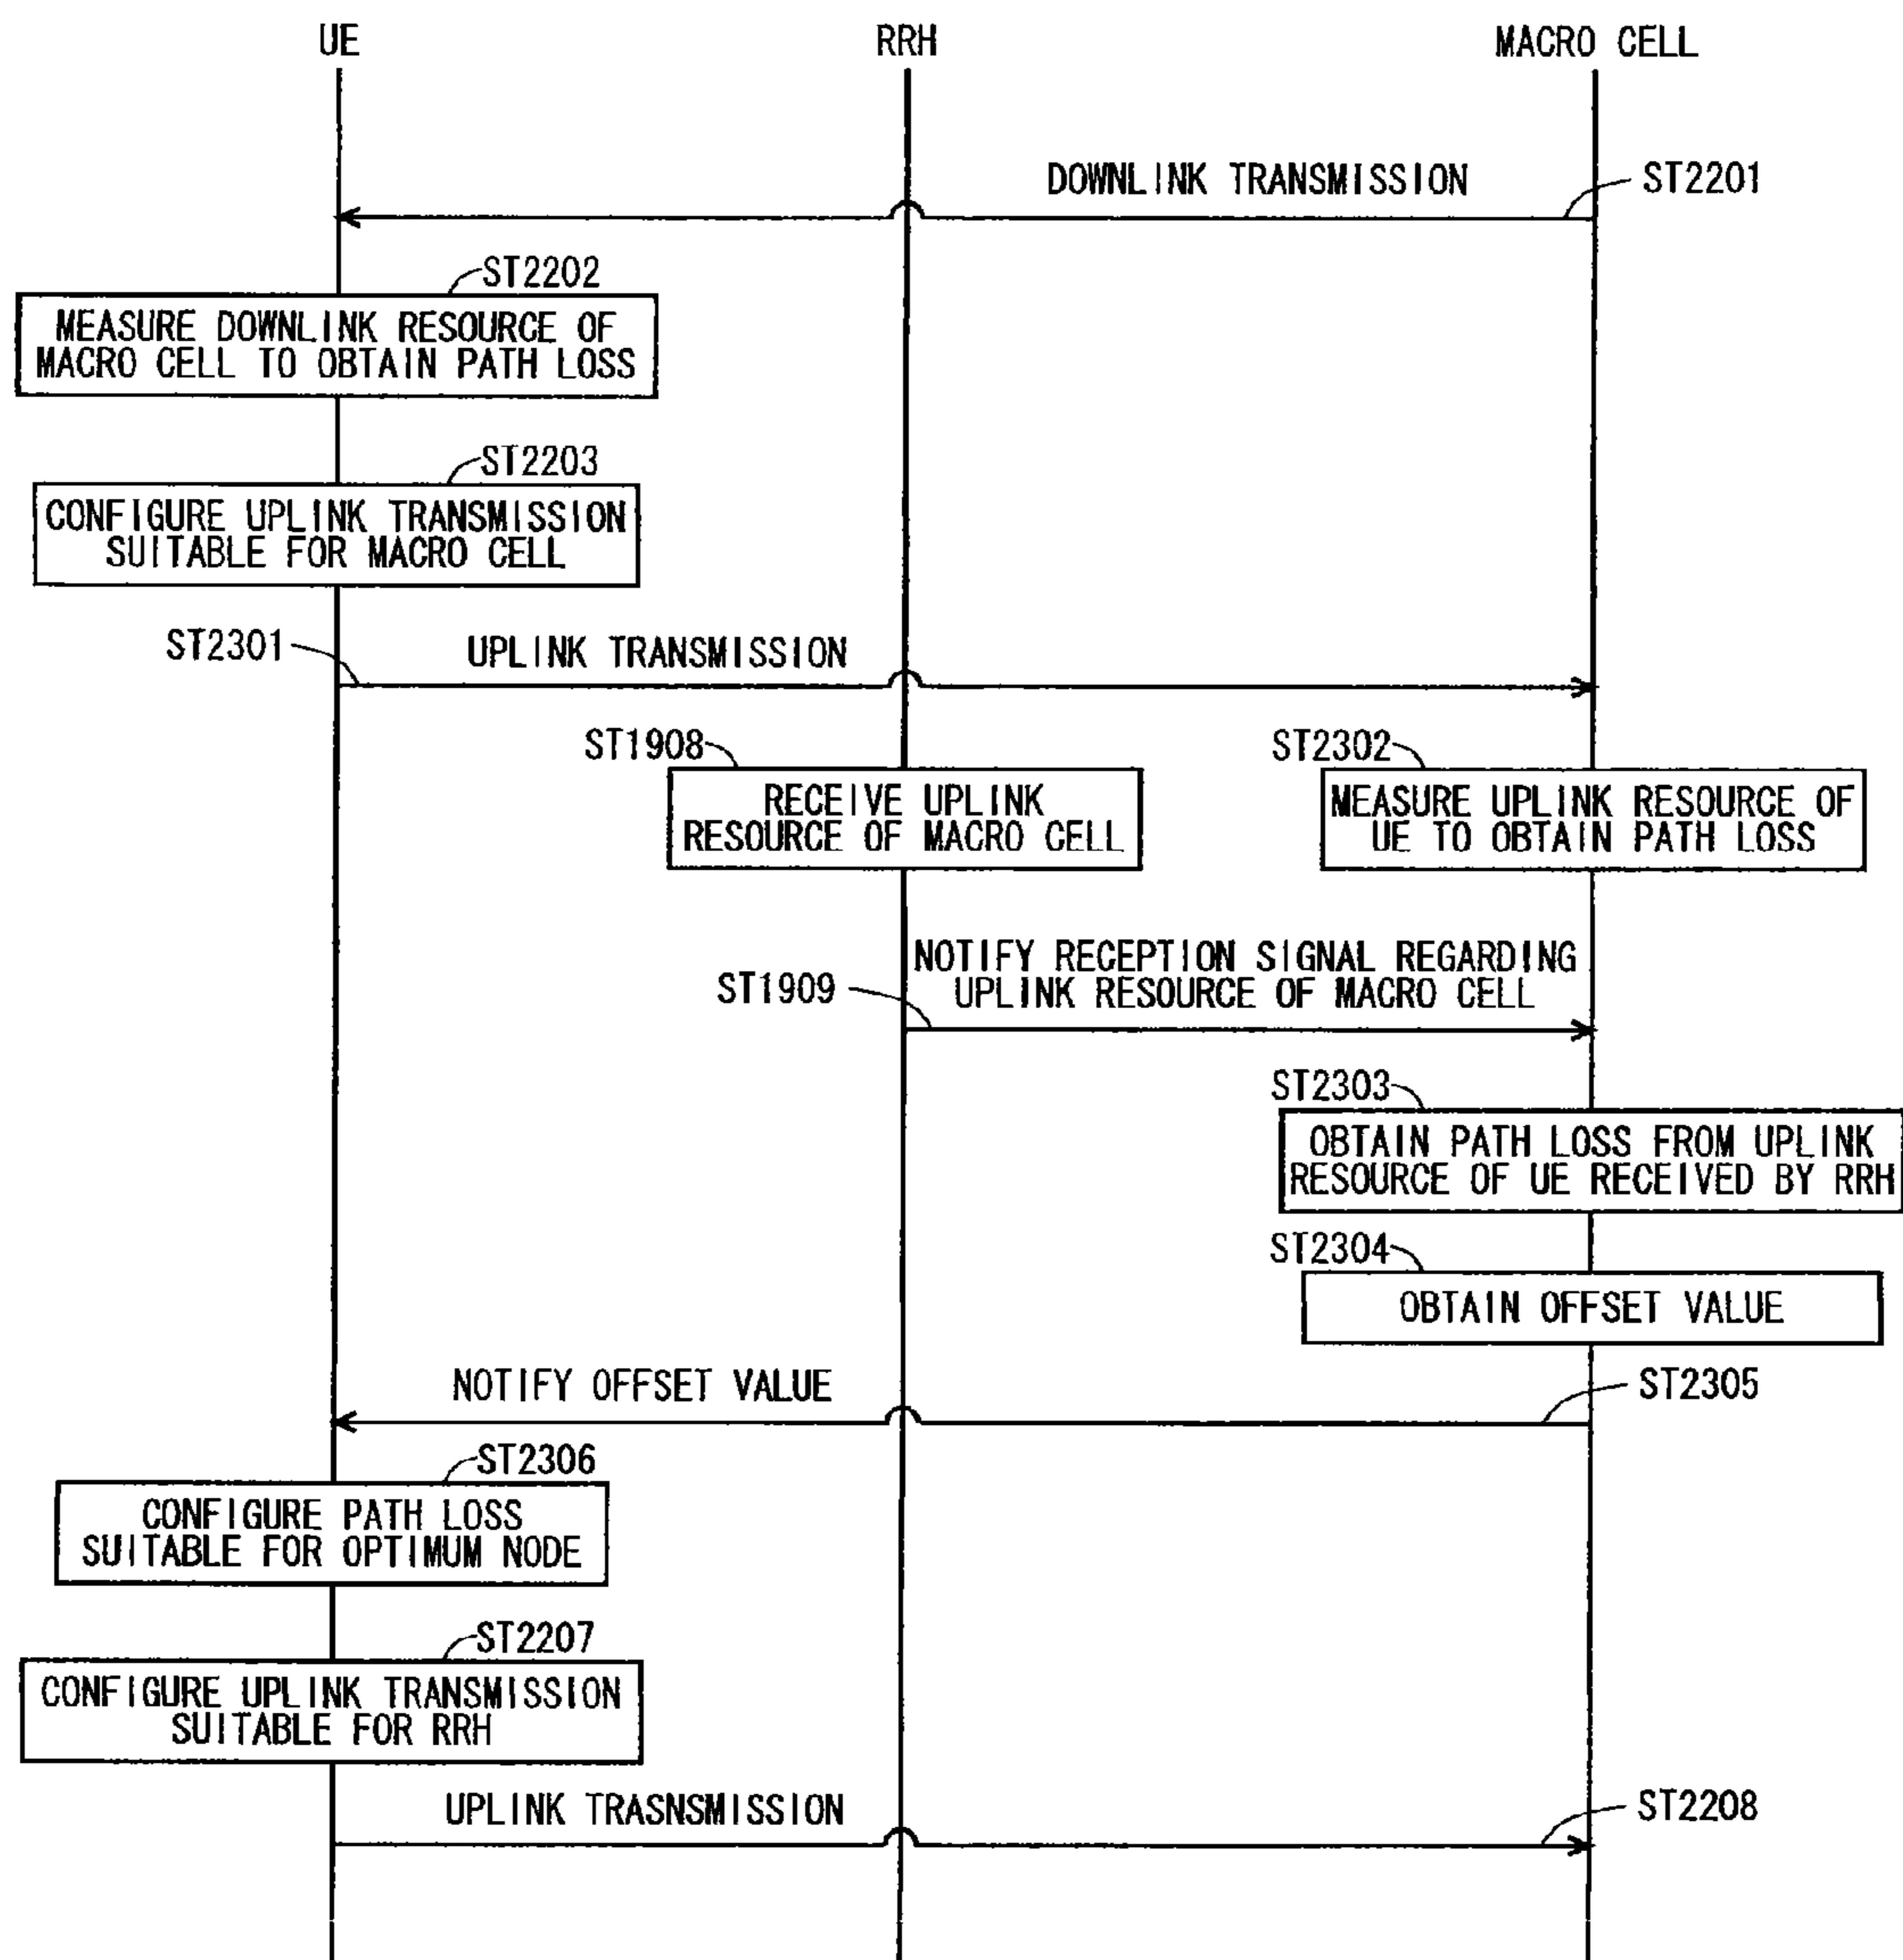 UE
RRH
MACRO CELL
DOWNLINK TRANSMISSION
ST2201
ST2202
MEASURE DOWNLINK RESOURCE OF
MACRO CELL TO OBTAIN PATH LOSS
ST2203
CONFIGURE UPLINK TRANSMISSION
SUITABLE FOR MACRO CELL
ST2301
UPLINK TRANSMISSION
ST1908
RECEIVE UPLINK
RESOURCE OF MACRO CELL
ST2302
MEASURE UPLINK RESOURCE OF
UE TO OBTAIN PATH LOSS
NOTIFY RECEPTION SIGNAL REGARDING
UPLINK RESOURCE OF MACRO CELL
ST1909
ST2303
OBTAIN PATH LOSS FROM UPLINK
RESOURCE OF UE RECEIVED BY RRH
ST2304
OBTAIN OFFSET VALUE
NOTIFY OFFSET VALUE
ST2305
ST2306
CONFIGURE PATH LOSS
SUITABLE FOR OPTIMUM NODE
ST2207
CONFIGURE UPLINK TRANSMISSION
SUITABLE FOR RRH
UPLINK TRASNSMISSION
ST2208